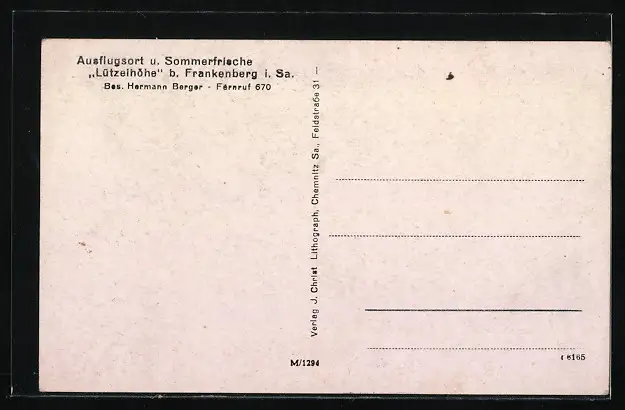 Ausflugsort u. Sommerfrische
„Lützelhöhe" b. Frankenberg i. Sa.
Bes. Hermann Berger - Fernruf 670
Verlag J. Christ Lithograph, Chemnitz Sa., Feldstraße 31 —
M/1294
6165